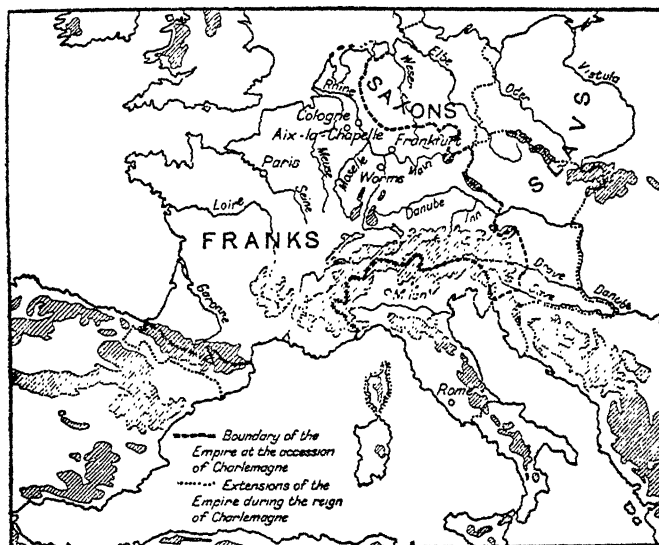 Elbe
Weser
Vistula
Rhine
SAXONS
Oder
Cologne
Aix-la-Chapelle
Frankfurt
SLAVS
Paris
Meuse
Moselle
Worms
Main
Seine
Loire
Danube
Inn
FRANKS
Drave
Save
Danube
Garonne
Milan
Rome
Boundary of the
Empire at the accession
of Charlemagne
Extensions of the
Empire during the reign
of Charlemagne